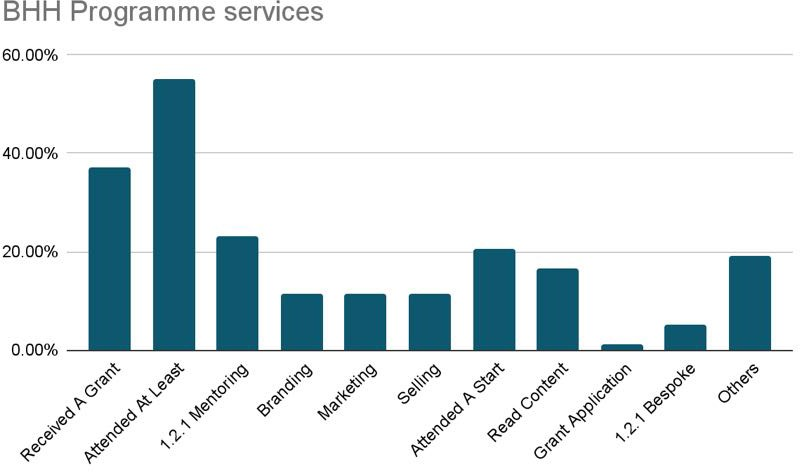 BHH Programme services
60.00%
40.00%
20.00%
0.00%
Received A Grant
Attended At Least
1.2.1 Mentoring
Branding
Marketing
Selling
Attended A Start
Read Content
Grant Application
1.2.1 Bespoke
Others